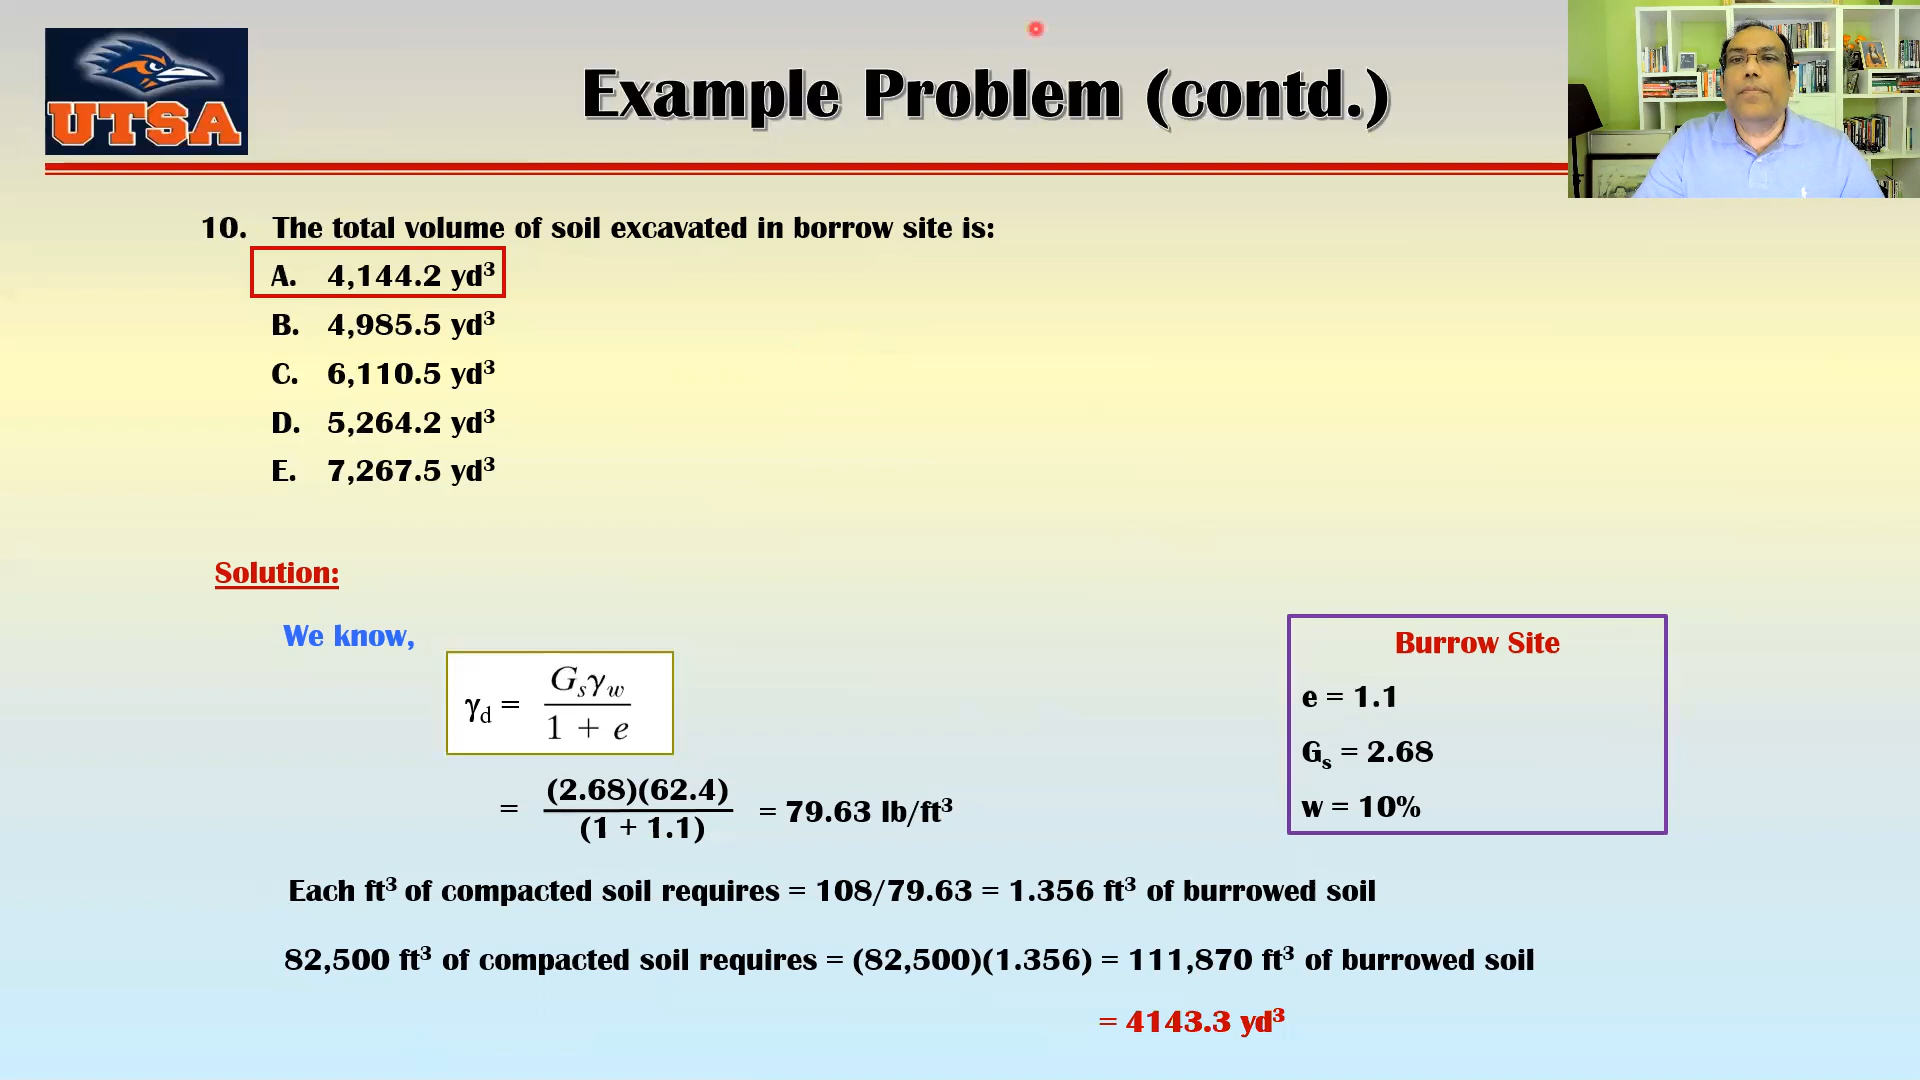 UTSA
Example Problem (contd.)
10. The total volume of soil excavated in borrow site is:
A. 4,144.2 yd³
B. 4,985.5 yd³
C. 6,110.5 yd³
D. 5,264.2 yd³
E. 7,267.5 yd³
Solution:
We know,
γd = Gsγw / 1 + e
= (2.68)(62.4) / (1 + 1.1) = 79.63 lb/ft³
Burrow Site
e = 1.1
Gs = 2.68
w = 10%
Each ft³ of compacted soil requires = 108/79.63 = 1.356 ft³ of burrowed soil
82,500 ft³ of compacted soil requires = (82,500)(1.356) = 111,870 ft³ of burrowed soil
= 4143.3 yd³